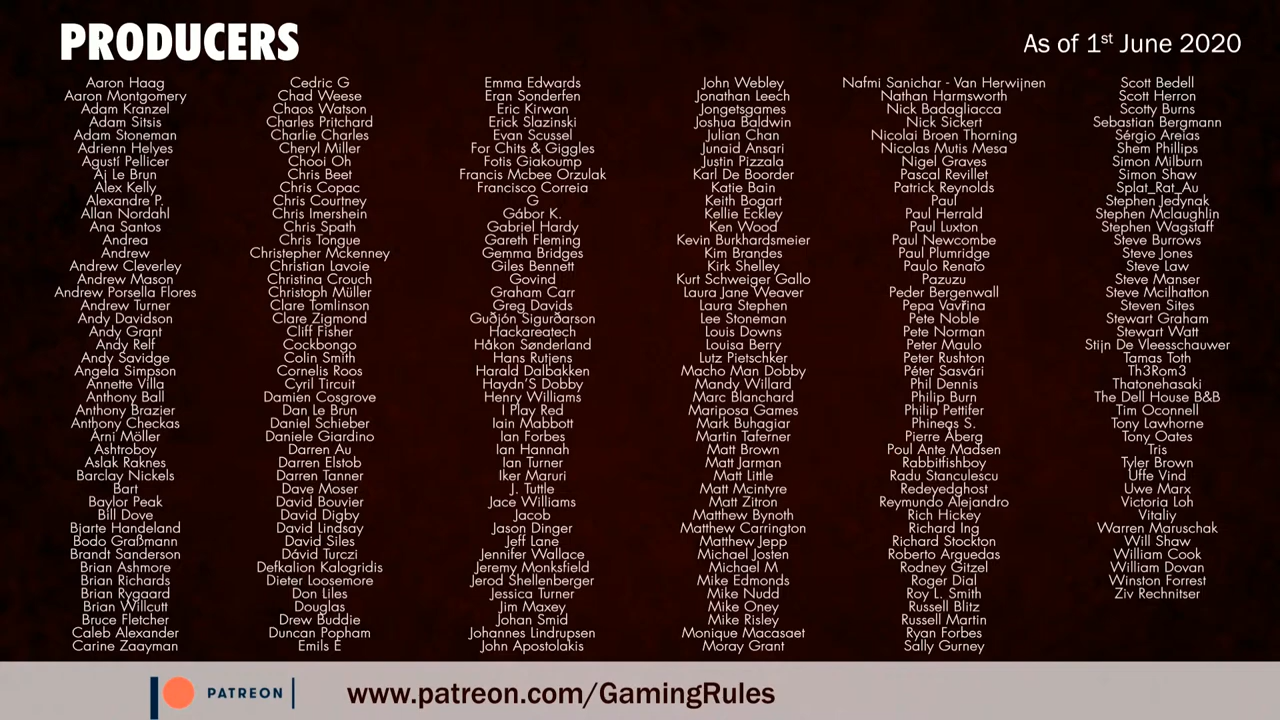 PRODUCERS
As of 1st June 2020
Aaron Haag
Aaron Montgomery
Adam Kranzel
Adam Sitsis
Adam Stoneman
Adrienn Helyes
Agustí Pellicer
Aj Le Brun
Alex Kelly
Alexandre P.
Allan Nordahl
Ana Santos
Andrea
Andrew
Andrew Cleverley
Andrew Mason
Andrew Porsella Flores
Andrew Turner
Andy Davidson
Andy Grant
Andy Relf
Andy Savidge
Angela Simpson
Annette Villa
Anthony Ball
Anthony Brazier
Anthony Checkas
Arni Möller
Ashtroboy
Aslak Raknes
Barclay Nickels
Bart
Baylor Peak
Bill Dove
Bjarte Handeland
Bodo Graßmann
Brandt Sanderson
Brian Ashmore
Brian Richards
Brian Rygaard
Brian Willcutt
Bruce Fletcher
Caleb Alexander
Carine Zaayman
Cedric G
Chad Weese
Chaos Watson
Charles Pritchard
Charlie Charles
Cheryl Miller
Chooi Oh
Chris Beet
Chris Copac
Chris Courtney
Chris Imershein
Chris Spath
Chris Tongue
Christepher Mckenney
Christian Lavoie
Christina Crouch
Christoph Müller
Clare Tomlinson
Clare Zigmond
Cliff Fisher
Cockbongo
Colin Smith
Cornelis Roos
Cyril Tircuit
Damien Cosgrove
Dan Le Brun
Daniel Schieber
Daniele Giardino
Darren Au
Darren Elstob
Darren Tanner
Dave Moser
David Bouvier
David Digby
David Lindsay
David Siles
Dávid Turczi
Defkalion Kalogridis
Dieter Loosemore
Don Liles
Douglas
Drew Buddie
Duncan Popham
Emils E
Emma Edwards
Eran Sonderfen
Eric Kirwan
Erick Slazinski
Evan Scussel
For Chits & Giggles
Fotis Giakoump
Francis Mcbee Orzulak
Francisco Correia
G
Gábor K.
Gabriel Hardy
Gareth Fleming
Gemma Bridges
Giles Bennett
Govind
Graham Carr
Greg Davids
Guðjón Sigurðarson
Hackareatech
Håkon Sønderland
Hans Rutjens
Harald Dalbakken
Haydn'S Dobby
Henry Williams
I Play Red
Iain Mabbott
Ian Forbes
Ian Hannah
Ian Turner
Iker Maruri
J. Tuttle
Jace Williams
Jacob
Jason Dinger
Jeff Lane
Jennifer Wallace
Jeremy Monksfield
Jerod Shellenberger
Jessica Turner
Jim Maxey
Johan Smid
Johannes Lindrupsen
John Apostolakis
John Webley
Jonathan Leech
Jongetsgames
Joshua Baldwin
Julian Chan
Junaid Ansari
Justin Pizzala
Karl De Boorder
Katie Bain
Keith Bogart
Kellie Eckley
Ken Wood
Kevin Burkhardsmeier
Kim Brandes
Kirk Shelley
Kurt Schweiger Gallo
Laura Jane Weaver
Laura Stephen
Lee Stoneman
Louis Downs
Louisa Berry
Lutz Pietschker
Macho Man Dobby
Mandy Willard
Marc Blanchard
Mariposa Games
Mark Buhagiar
Martin Taferner
Matt Brown
Matt Jarman
Matt Little
Matt Mcintyre
Matt Zitron
Matthew Bynoth
Matthew Carrington
Matthew Jepp
Michael Josten
Michael M
Mike Edmonds
Mike Nudd
Mike Oney
Mike Risley
Monique Macasaet
Moray Grant
Nafmi Sanichar - Van Herwijnen
Nathan Harmsworth
Nick Badagliacca
Nick Sickert
Nicolai Broen Thorning
Nicolas Mutis Mesa
Nigel Graves
Pascal Revillet
Patrick Reynolds
Paul
Paul Herrald
Paul Luxton
Paul Newcombe
Paul Plumridge
Paulo Renato
Pazuzu
Peder Bergenwall
Pepa Vavřina
Pete Noble
Pete Norman
Peter Maulo
Peter Rushton
Péter Sasvári
Phil Dennis
Philip Burn
Philip Pettifer
Phineas S.
Pierre Åberg
Poul Ante Madsen
Rabbitfishboy
Radu Stanculescu
Redeyedghost
Reymundo Alejandro
Rich Hickey
Richard Ing
Richard Stockton
Roberto Arguedas
Rodney Gitzel
Roger Dial
Roy L. Smith
Russell Blitz
Russell Martin
Ryan Forbes
Sally Gurney
Scott Bedell
Scott Herron
Scotty Burns
Sebastian Bergmann
Sérgio Areias
Shem Phillips
Simon Milburn
Simon Shaw
Splat_Rat_Au
Stephen Jedynak
Stephen Mclaughlin
Stephen Wagstaff
Steve Burrows
Steve Jones
Steve Law
Steve Manser
Steve Mcilhatton
Steven Sites
Stewart Graham
Stewart Watt
Stijn De Vleesschauwer
Tamas Toth
Th3Rom3
Thatonehasaki
The Dell House B&B
Tim Oconnell
Tony Lawhorne
Tony Oates
Tris
Tyler Brown
Uffe Vind
Uwe Marx
Victoria Loh
Vitaliy
Warren Maruschak
Will Shaw
William Cook
William Dovan
Winston Forrest
Ziv Rechnitser
PATREON
www.patreon.com/GamingRules